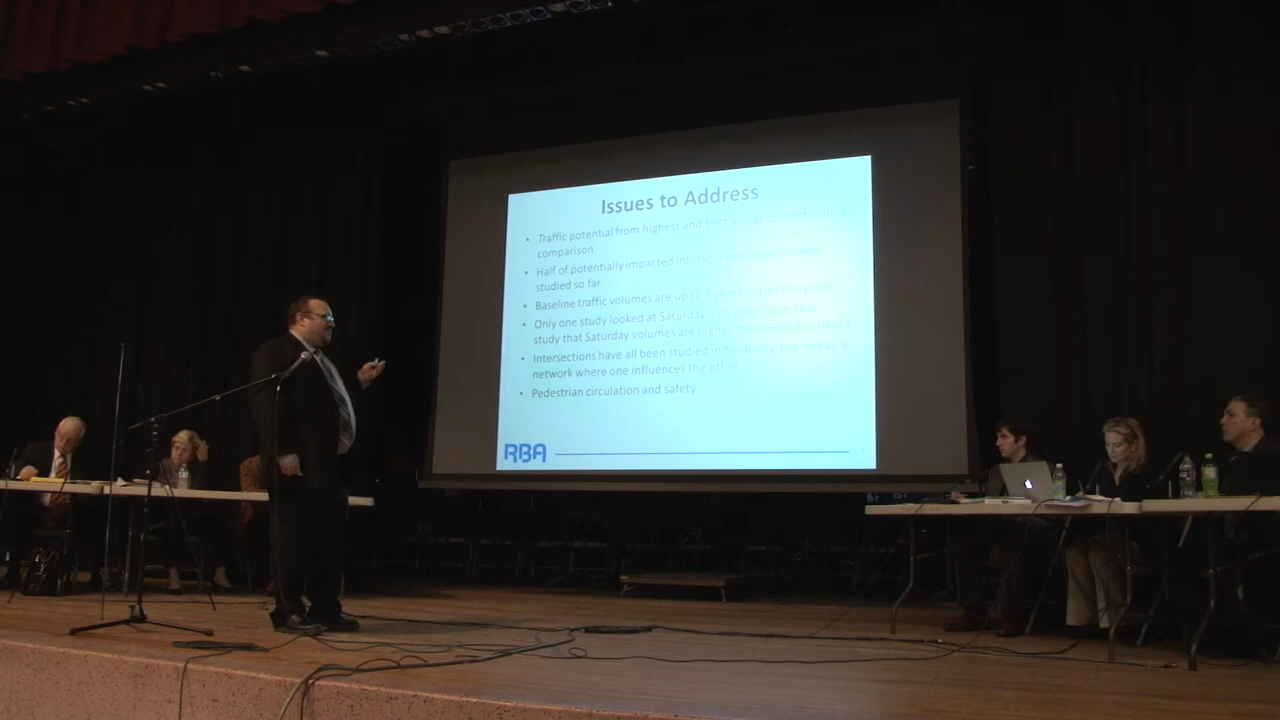 Issues to Address
• Traffic potential from highest and best use of current zoning
comparison
• Half of potentially impacted intersections haven't been
studied so far
• Baseline traffic volumes are up to 5 years old at this point
• Only one study looked at Saturday – its clear from that
study that Saturday volumes are higher than weekday peaks
• Intersections have all been studied individually, but not as a
network where one influences the other
• Pedestrian circulation and safety
RBA